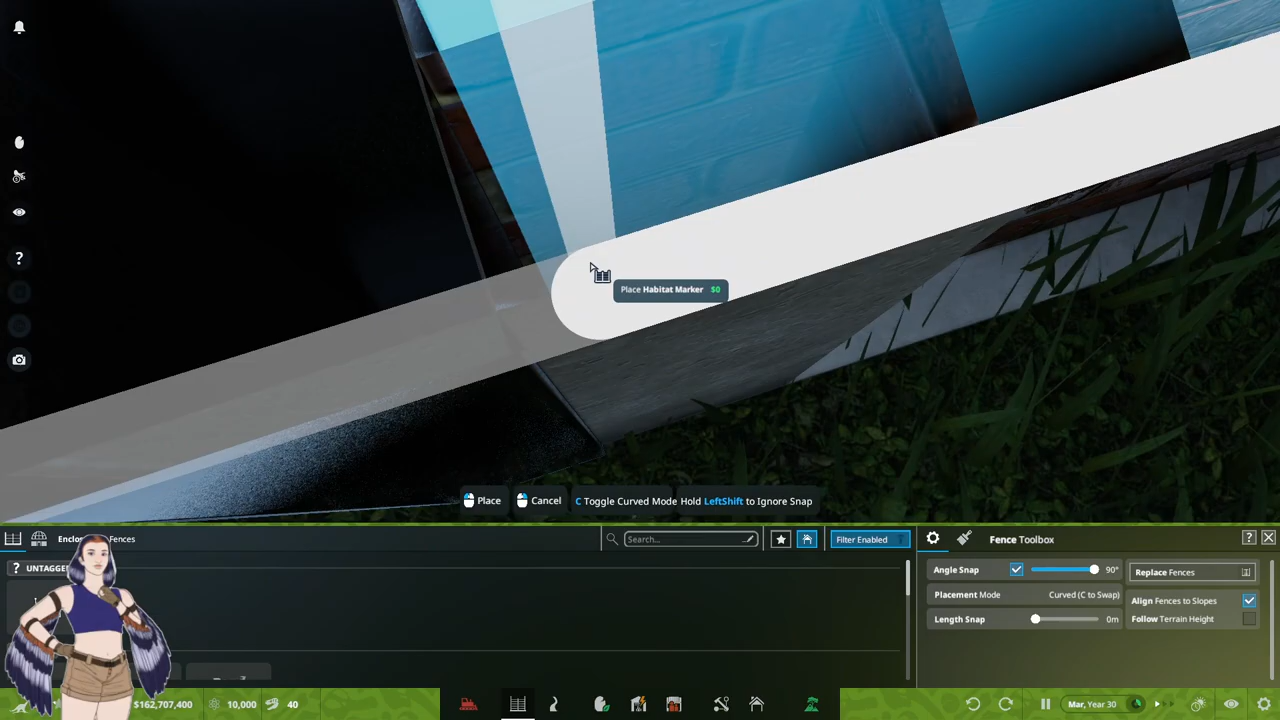 Place Habitat Marker $0
Place
Cancel
C Toggle Curved Mode Hold LeftShift to Ignore Snap
Fences
Search...
Filter Enabled
Fence Toolbox
?
? UNTAGGE
Angle Snap 90°
Replace Fences
Placement Mode Curved (C to Swap)
Align Fences to Slopes
Length Snap 0m
Follow Terrain Height
$162,707,400
10,000
40
Mar, Year 30
?